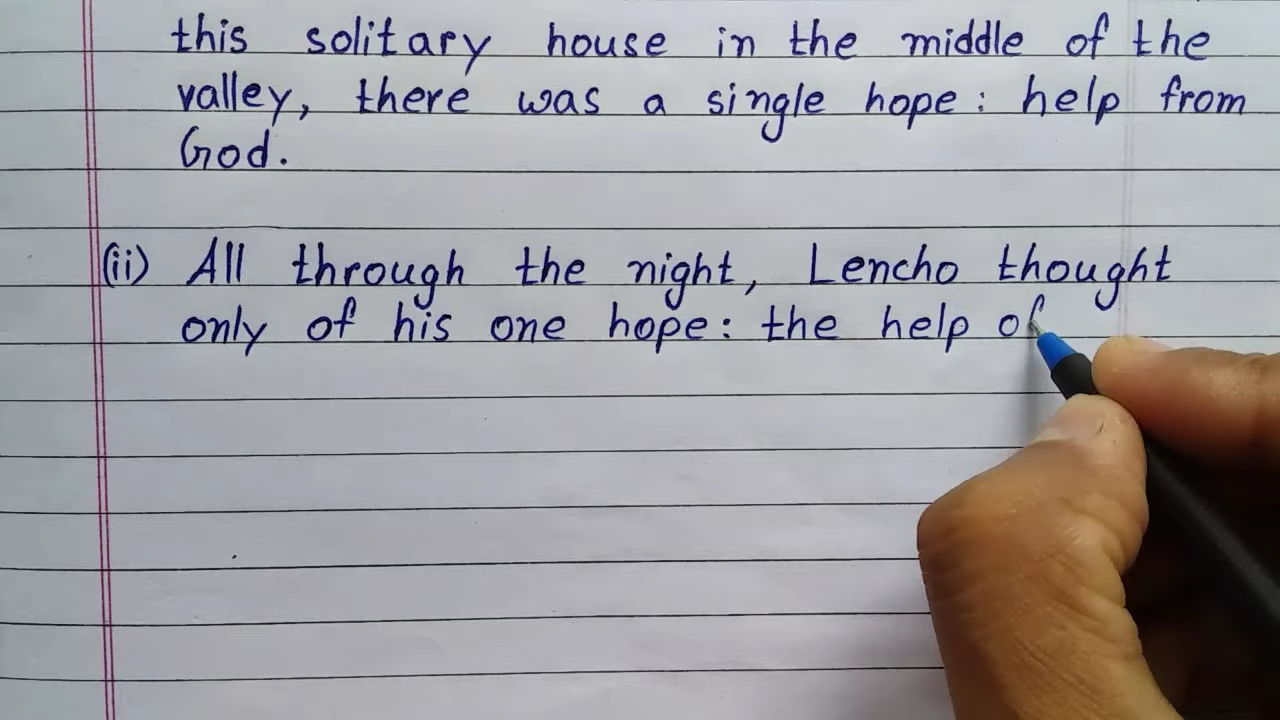 this solitary house in the middle of the
valley, there was a single hope: help from
God.
(ii) All through the night, Lencho thought
only of his one hope: the help of